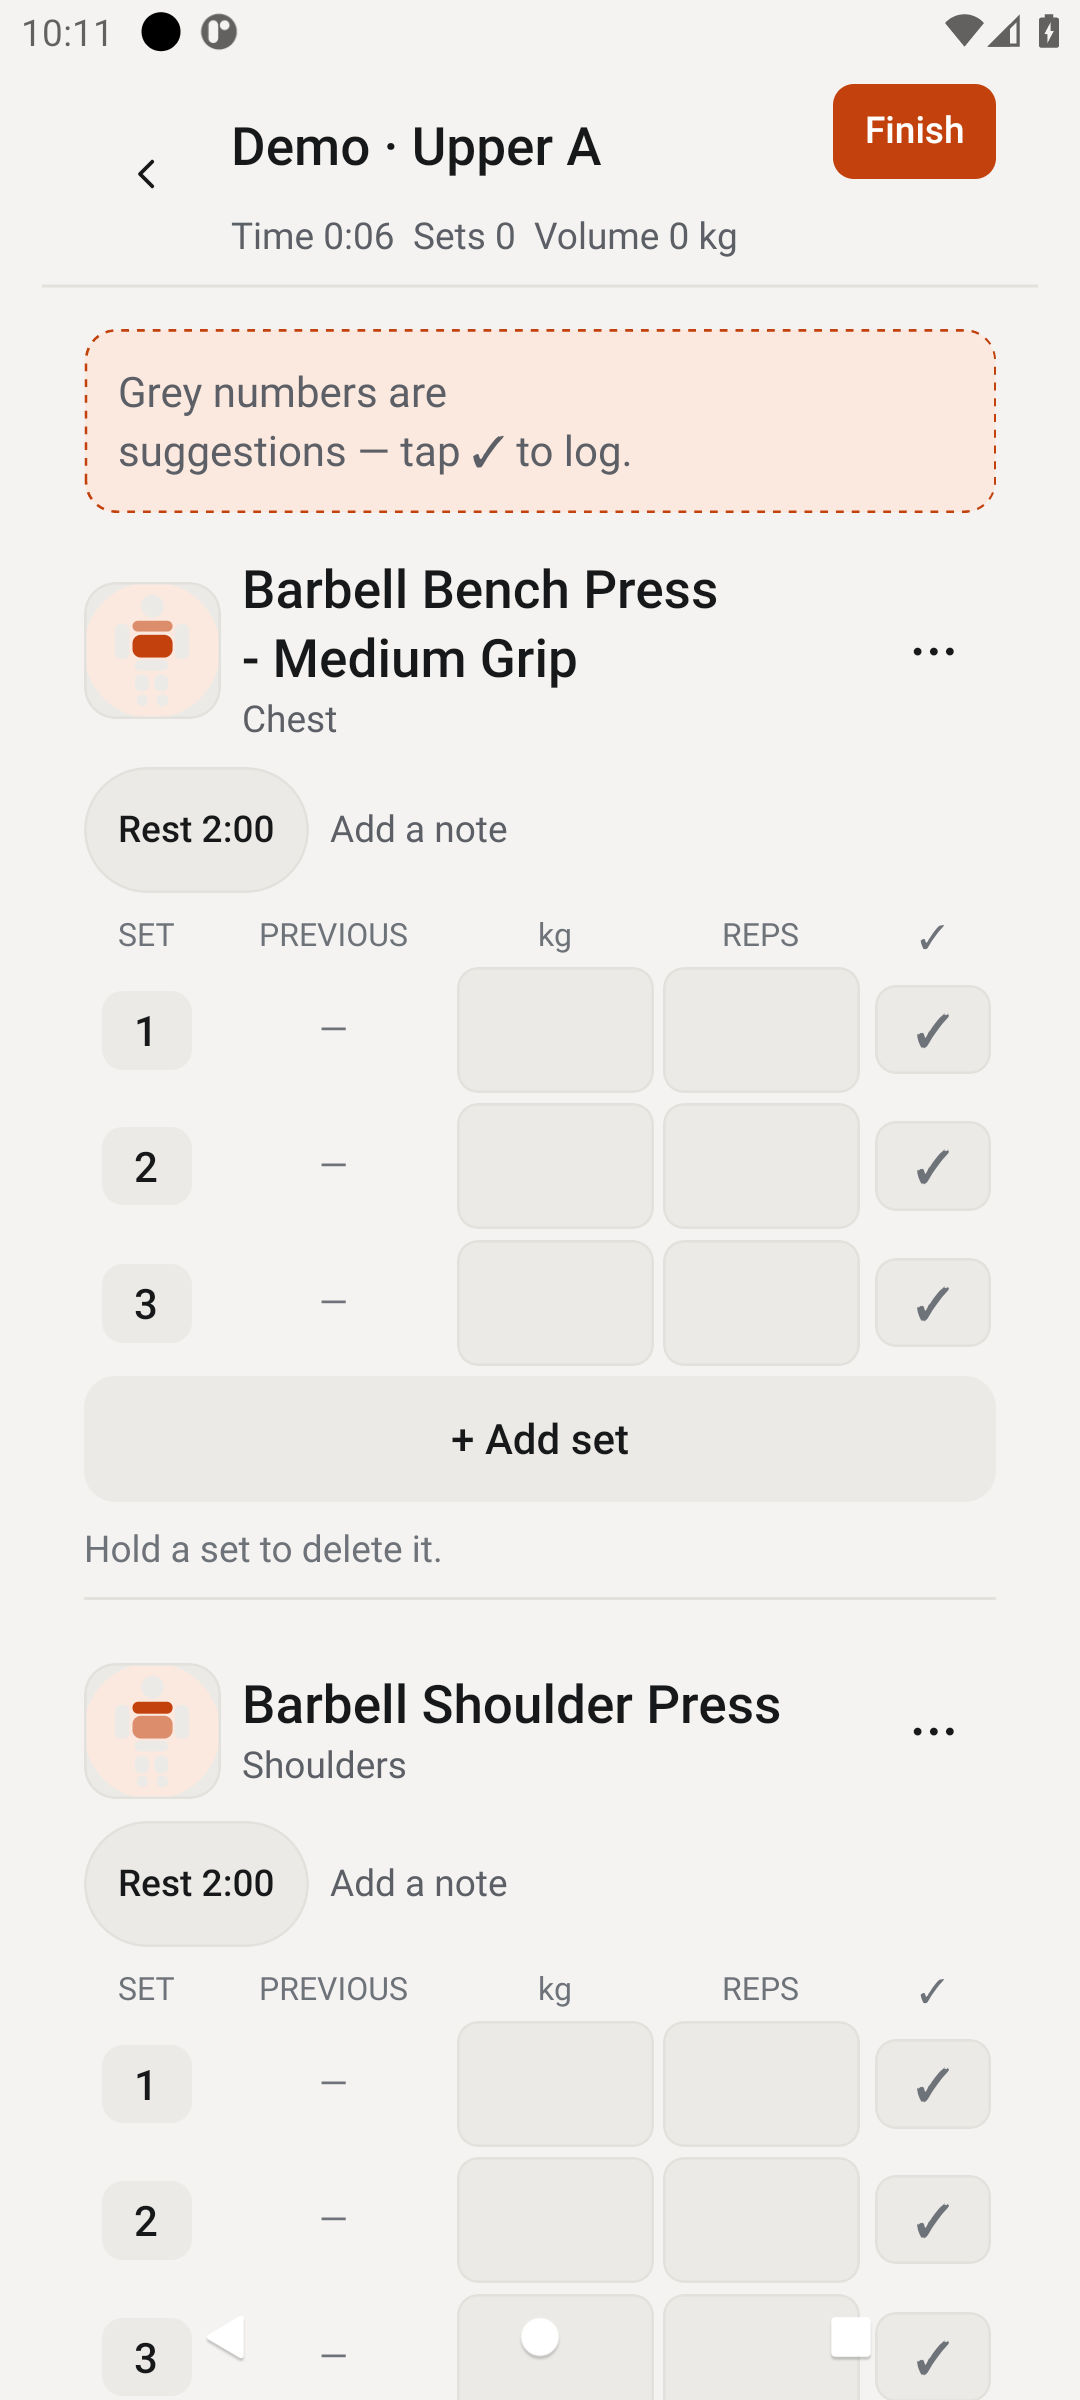 10:11
Demo · Upper A
Finish
Time 0:06 Sets 0 Volume 0 kg
Grey numbers are
suggestions — tap ✓ to log.
Barbell Bench Press
- Medium Grip
Chest
Rest 2:00 Add a note
SET PREVIOUS kg REPS ✓
1 — ✓
2 — ✓
3 — ✓
+ Add set
Hold a set to delete it.
Barbell Shoulder Press
Shoulders
Rest 2:00 Add a note
SET PREVIOUS kg REPS ✓
1 — ✓
2 — ✓
3 — ✓